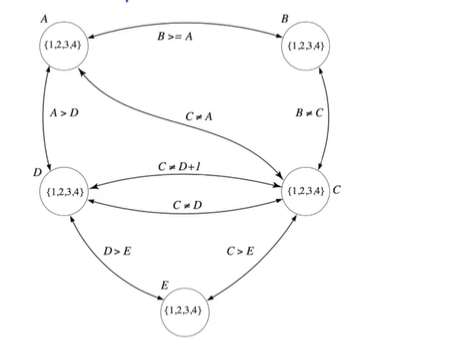 A
B
{1,2,3,4}
B >= A
{1,2,3,4}
A > D
C ≠ A
B ≠ C
D
C ≠ D+1
{1,2,3,4}
{1,2,3,4} C
C ≠ D
D > E
C > E
E
{1,2,3,4}